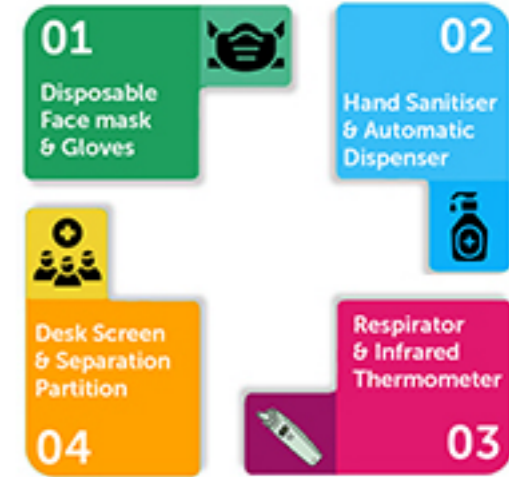 01
Disposable
Face mask
& Gloves
02
Hand Sanitiser
& Automatic
Dispenser
Desk Screen
& Separation
Partition
04
Respirator
& Infrared
Thermometer
03